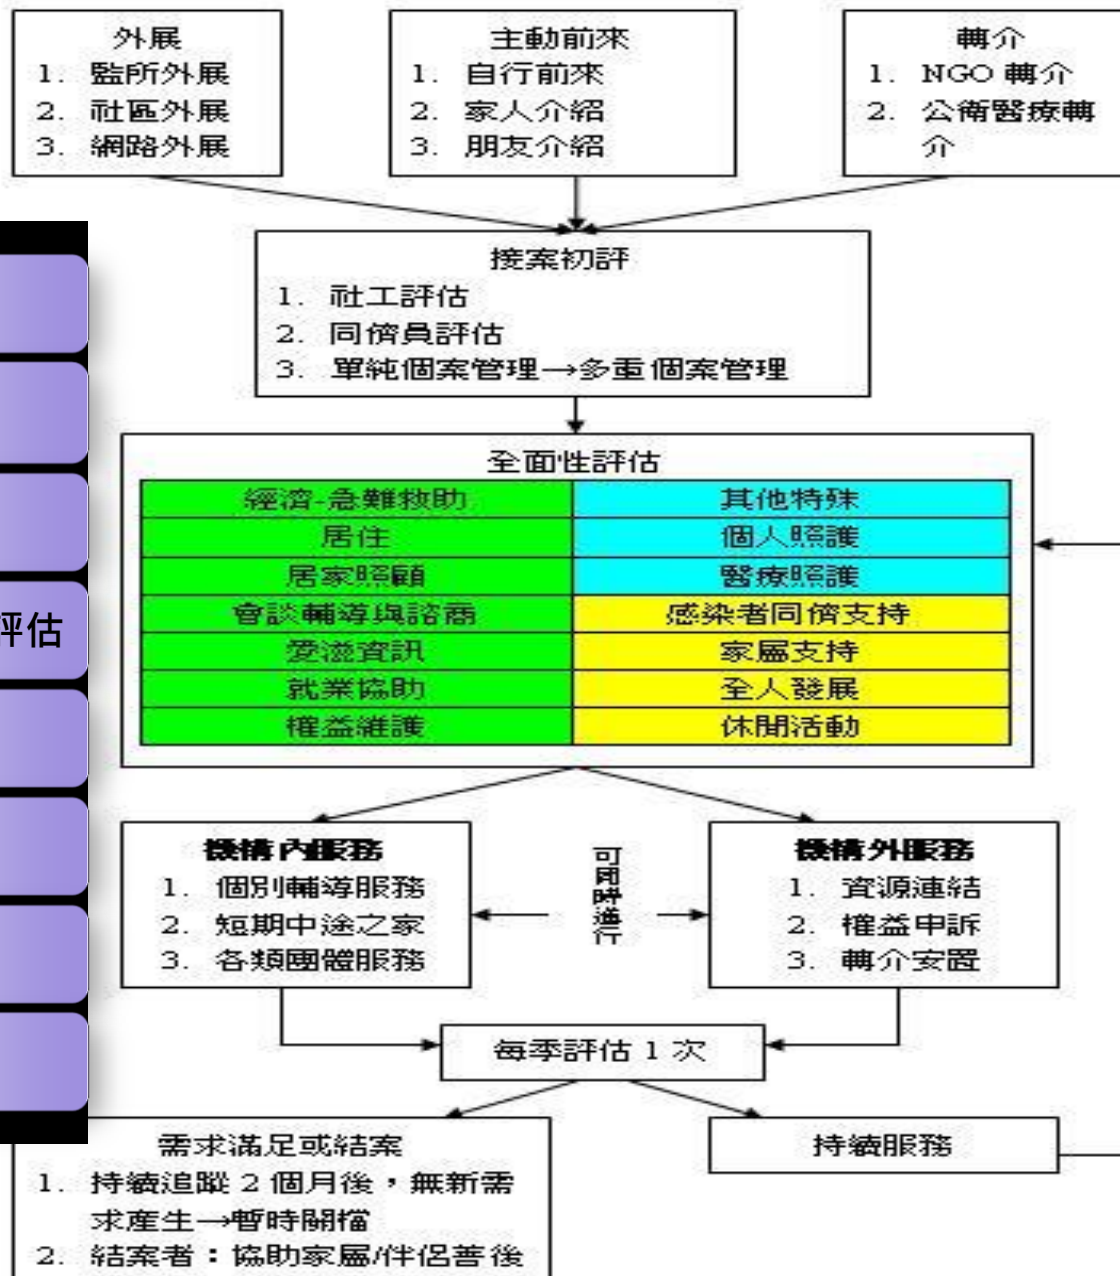 外展
1. 監所外展
2. 社區外展
3. 網路外展
主動前來
1. 自行前來
2. 家人介紹
3. 朋友介紹
轉介
1. NGO 轉介
2. 公衛醫療轉
介
接案初評
1. 社工評估
2. 同儕員評估
3. 單純個案管理→多重個案管理
全面性評估
經濟-急難救助
其他特殊
居住
個人照護
居家照顧
醫療照護
會談輔導與諮商
感染者同儕支持
愛滋資訊
家屬支持
就業協助
全人發展
權益維護
休閒活動
評估
機構內服務
1. 個別輔導服務
2. 短期中途之家
3. 各類團體服務
可同時進行
機構外服務
1. 資源連結
2. 權益申訴
3. 轉介安置
每季評估 1 次
需求滿足或結案
1. 持續追蹤 2 個月後，無新需
求產生→暫時關檔
2. 結案者：協助家屬/伴侶善後
持續服務